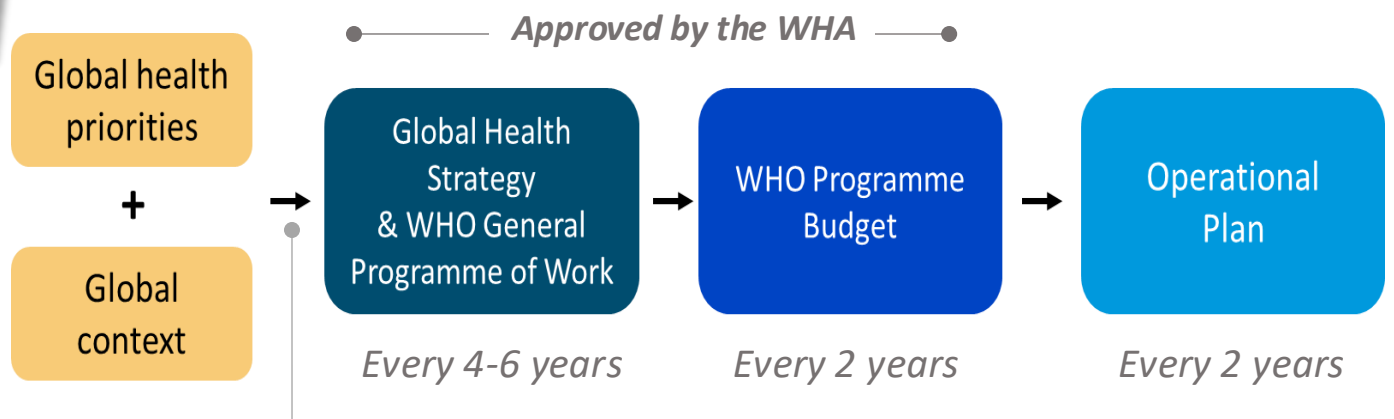 Approved by the WHA
Global health
priorities
+
Global
context
Global Health
Strategy
& WHO General
Programme of Work
Every 4-6 years
WHO Programme
Budget
Every 2 years
Operational
Plan
Every 2 years